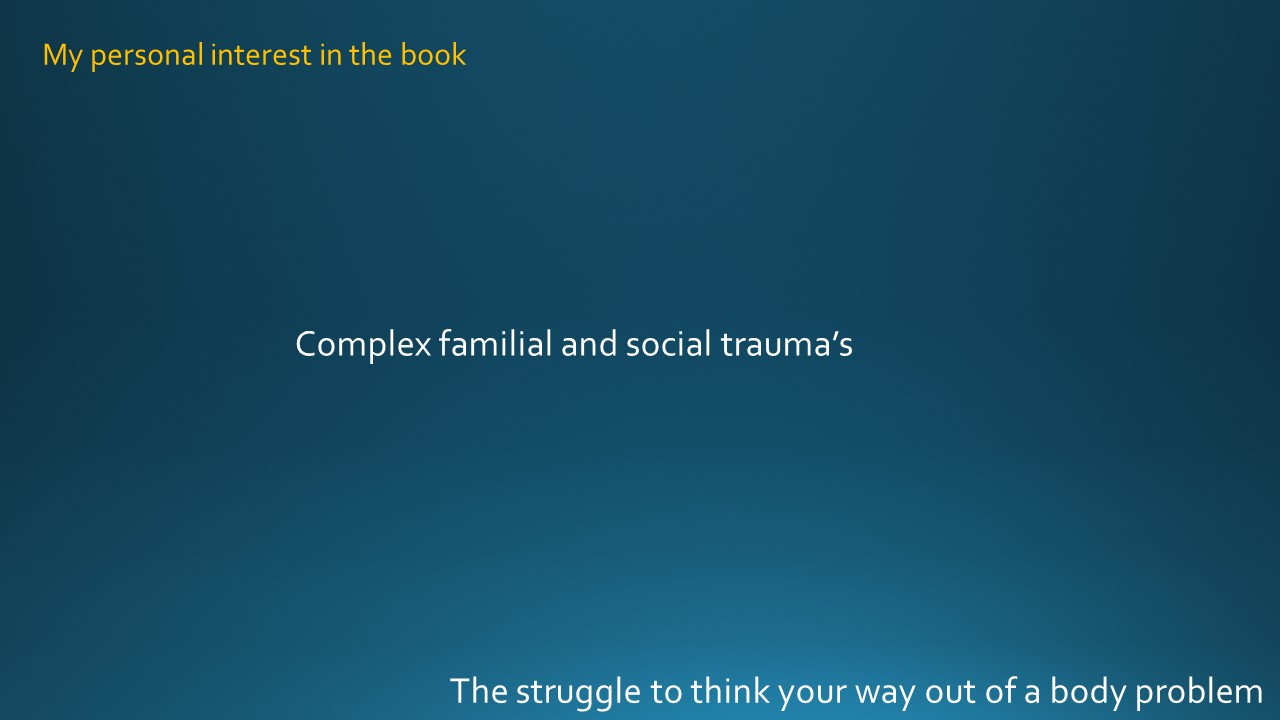 My personal interest in the book
Complex familial and social trauma’s
The struggle to think your way out of a body problem